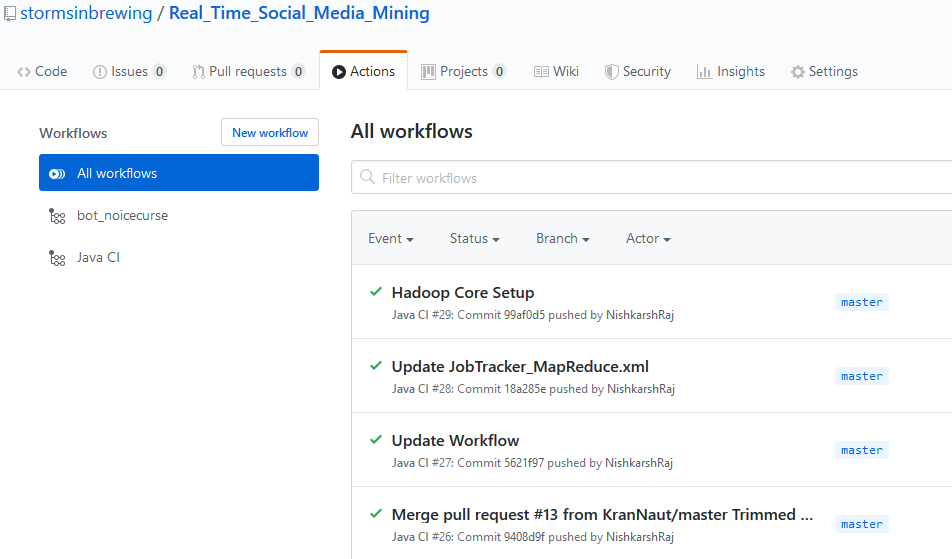 stormsinbrewing / Real_Time_Social_Media_Mining
Code Issues 0 Pull requests 0 Actions Projects 0 Wiki Security Insights Settings
Workflows New workflow
All workflows
bot_noicecurse
Java CI
All workflows
Filter workflows
Event Status Branch Actor
Hadoop Core Setup
Java CI #29: Commit 99af0d5 pushed by NishkarshRaj
master
Update JobTracker_MapReduce.xml
Java CI #28: Commit 18a285e pushed by NishkarshRaj
master
Update Workflow
Java CI #27: Commit 5621f97 pushed by NishkarshRaj
master
Merge pull request #13 from KranNaut/master Trimmed ...
Java CI #26: Commit 9408d9f pushed by NishkarshRaj
master